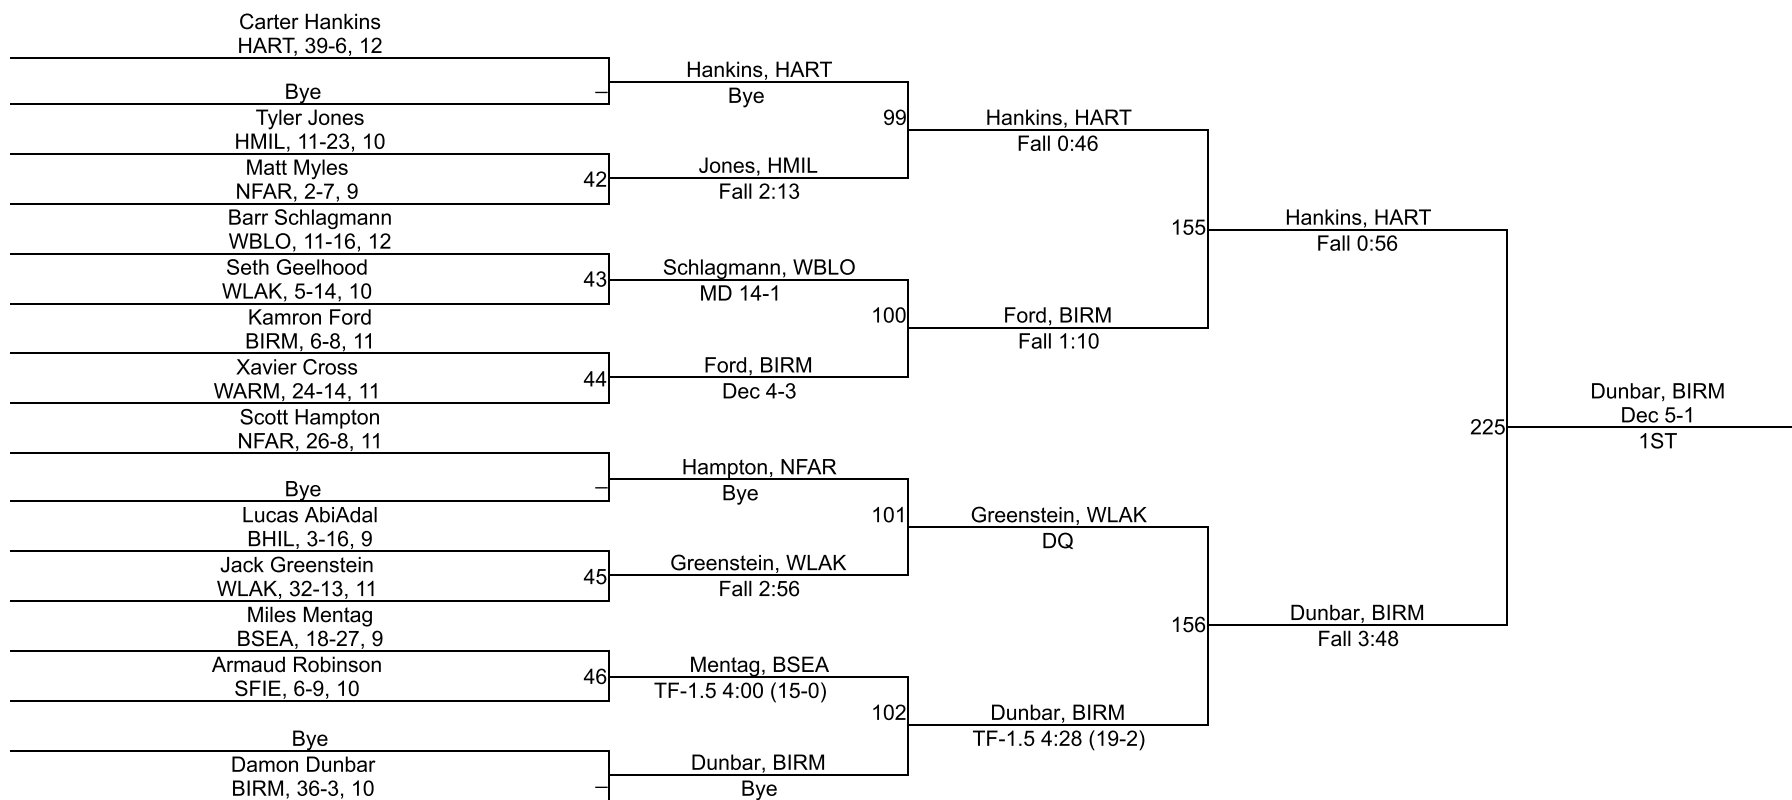 Carter Hankins
HART, 39-6, 12
Bye
–
Tyler Jones
HMIL, 11-23, 10
Matt Myles
NFAR, 2-7, 9
42
Barr Schlagmann
WBLO, 11-16, 12
Seth Geelhood
WLAK, 5-14, 10
43
Kamron Ford
BIRM, 6-8, 11
Xavier Cross
WARM, 24-14, 11
44
Scott Hampton
NFAR, 26-8, 11
Bye
–
Lucas AbiAdal
BHIL, 3-16, 9
Jack Greenstein
WLAK, 32-13, 11
45
Miles Mentag
BSEA, 18-27, 9
Armaud Robinson
SFIE, 6-9, 10
46
Bye
Damon Dunbar
BIRM, 36-3, 10
–
Hankins, HART
Bye
99
Jones, HMIL
Fall 2:13
Schlagmann, WBLO
MD 14-1
100
Ford, BIRM
Dec 4-3
Hampton, NFAR
Bye
101
Greenstein, WLAK
Fall 2:56
Mentag, BSEA
TF-1.5 4:00 (15-0)
102
Dunbar, BIRM
Bye
Hankins, HART
Fall 0:46
155
Ford, BIRM
Fall 1:10
Greenstein, WLAK
DQ
156
Dunbar, BIRM
TF-1.5 4:28 (19-2)
Hankins, HART
Fall 0:56
225
Dunbar, BIRM
Fall 3:48
Dunbar, BIRM
Dec 5-1
1ST